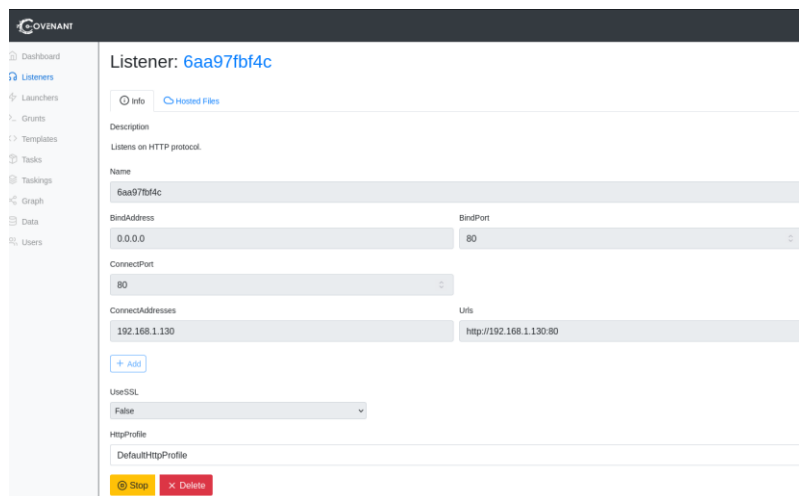 COVENANT
Dashboard
Listeners
Launchers
Grunts
Templates
Tasks
Taskings
Graph
Data
Users
Listener: 6aa97fbf4c
Info Hosted Files
Description
Listens on HTTP protocol.
Name
6aa97fbf4c
BindAddress BindPort
0.0.0.0 80
ConnectPort
80
ConnectAddresses Urls
192.168.1.130 http://192.168.1.130:80
+ Add
UseSSL
False
HttpProfile
DefaultHttpProfile
Stop Delete